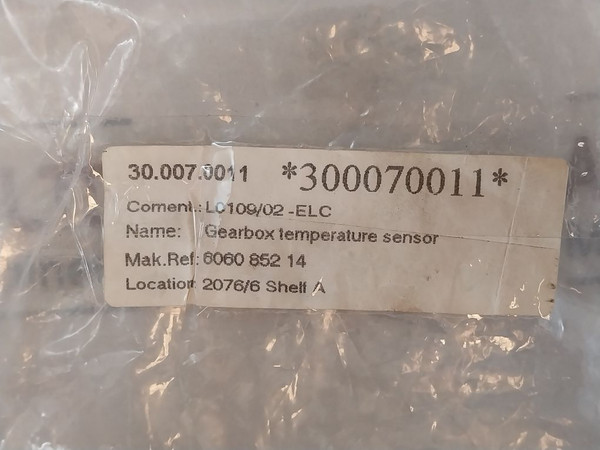 30.007.0011 *300070011*
Coment.: L0109/02 -ELC
Name: Gearbox temperature sensor
Mak.Ref: 6060 852 14
Location: 2076/6 Shelf A